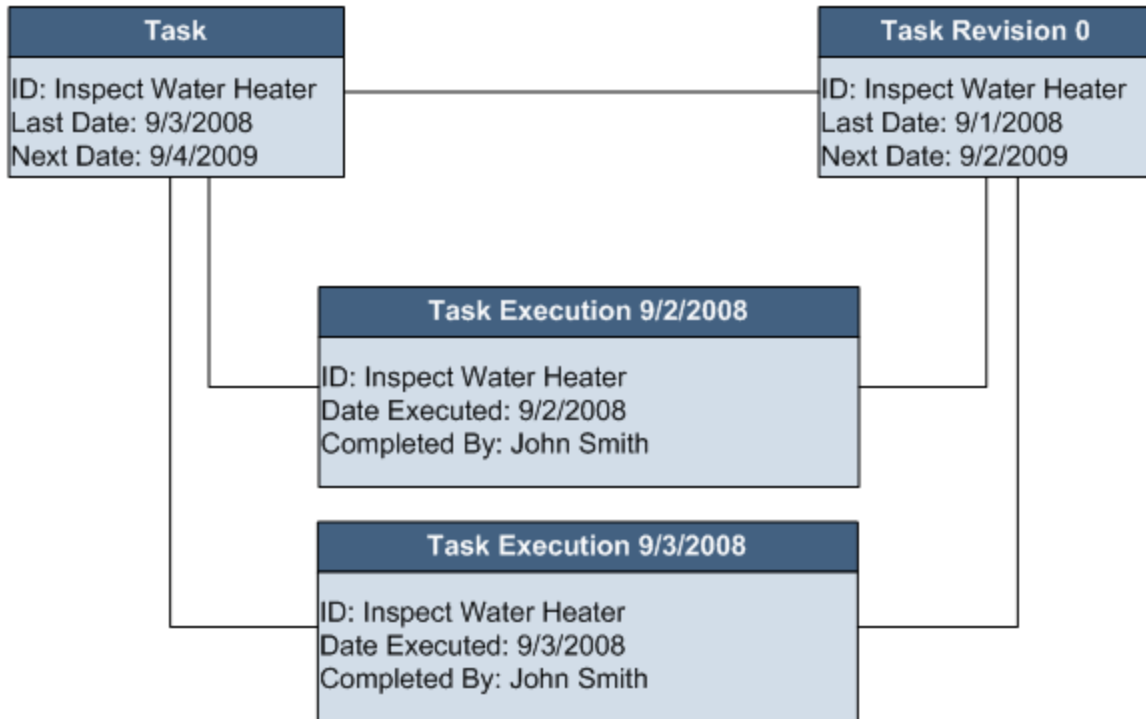 Task
ID: Inspect Water Heater
Last Date: 9/3/2008
Next Date: 9/4/2009
Task Revision 0
ID: Inspect Water Heater
Last Date: 9/1/2008
Next Date: 9/2/2009
Task Execution 9/2/2008
ID: Inspect Water Heater
Date Executed: 9/2/2008
Completed By: John Smith
Task Execution 9/3/2008
ID: Inspect Water Heater
Date Executed: 9/3/2008
Completed By: John Smith